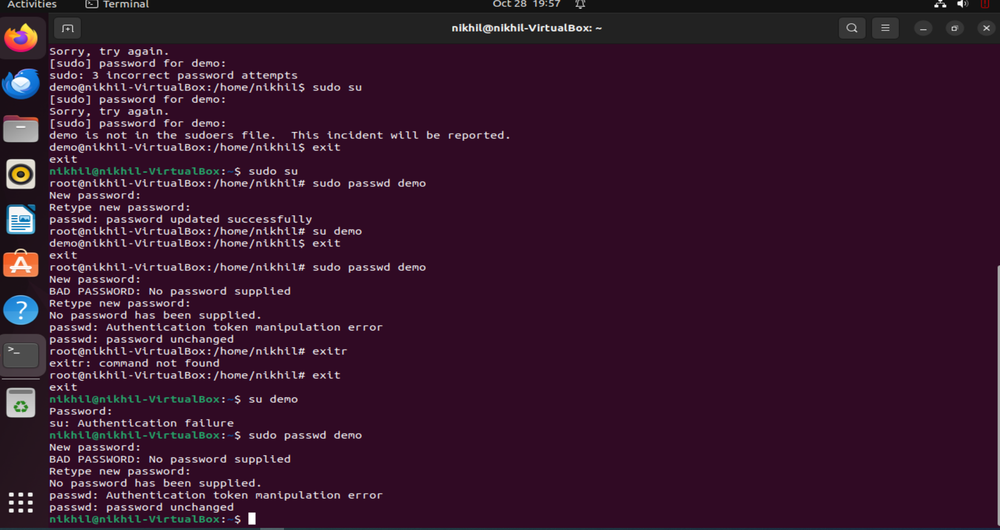 Activities
Terminal
Oct 28 19:57
nikhil@nikhil-VirtualBox: ~
Sorry, try again.
[sudo] password for demo:
sudo: 3 incorrect password attempts
demo@nikhil-VirtualBox:/home/nikhil$ sudo su
[sudo] password for demo:
Sorry, try again.
[sudo] password for demo:
demo is not in the sudoers file.  This incident will be reported.
demo@nikhil-VirtualBox:/home/nikhil$ exit
exit
nikhil@nikhil-VirtualBox:~$ sudo su
root@nikhil-VirtualBox:/home/nikhil# sudo passwd demo
New password:
Retype new password:
passwd: password updated successfully
root@nikhil-VirtualBox:/home/nikhil# su demo
demo@nikhil-VirtualBox:/home/nikhil$ exit
exit
root@nikhil-VirtualBox:/home/nikhil# sudo passwd demo
New password:
BAD PASSWORD: No password supplied
Retype new password:
No password has been supplied.
passwd: Authentication token manipulation error
passwd: password unchanged
root@nikhil-VirtualBox:/home/nikhil# exitr
exitr: command not found
root@nikhil-VirtualBox:/home/nikhil# exit
exit
nikhil@nikhil-VirtualBox:~$ su demo
Password:
su: Authentication failure
nikhil@nikhil-VirtualBox:~$ sudo passwd demo
New password:
BAD PASSWORD: No password supplied
Retype new password:
No password has been supplied.
passwd: Authentication token manipulation error
passwd: password unchanged
nikhil@nikhil-VirtualBox:~$